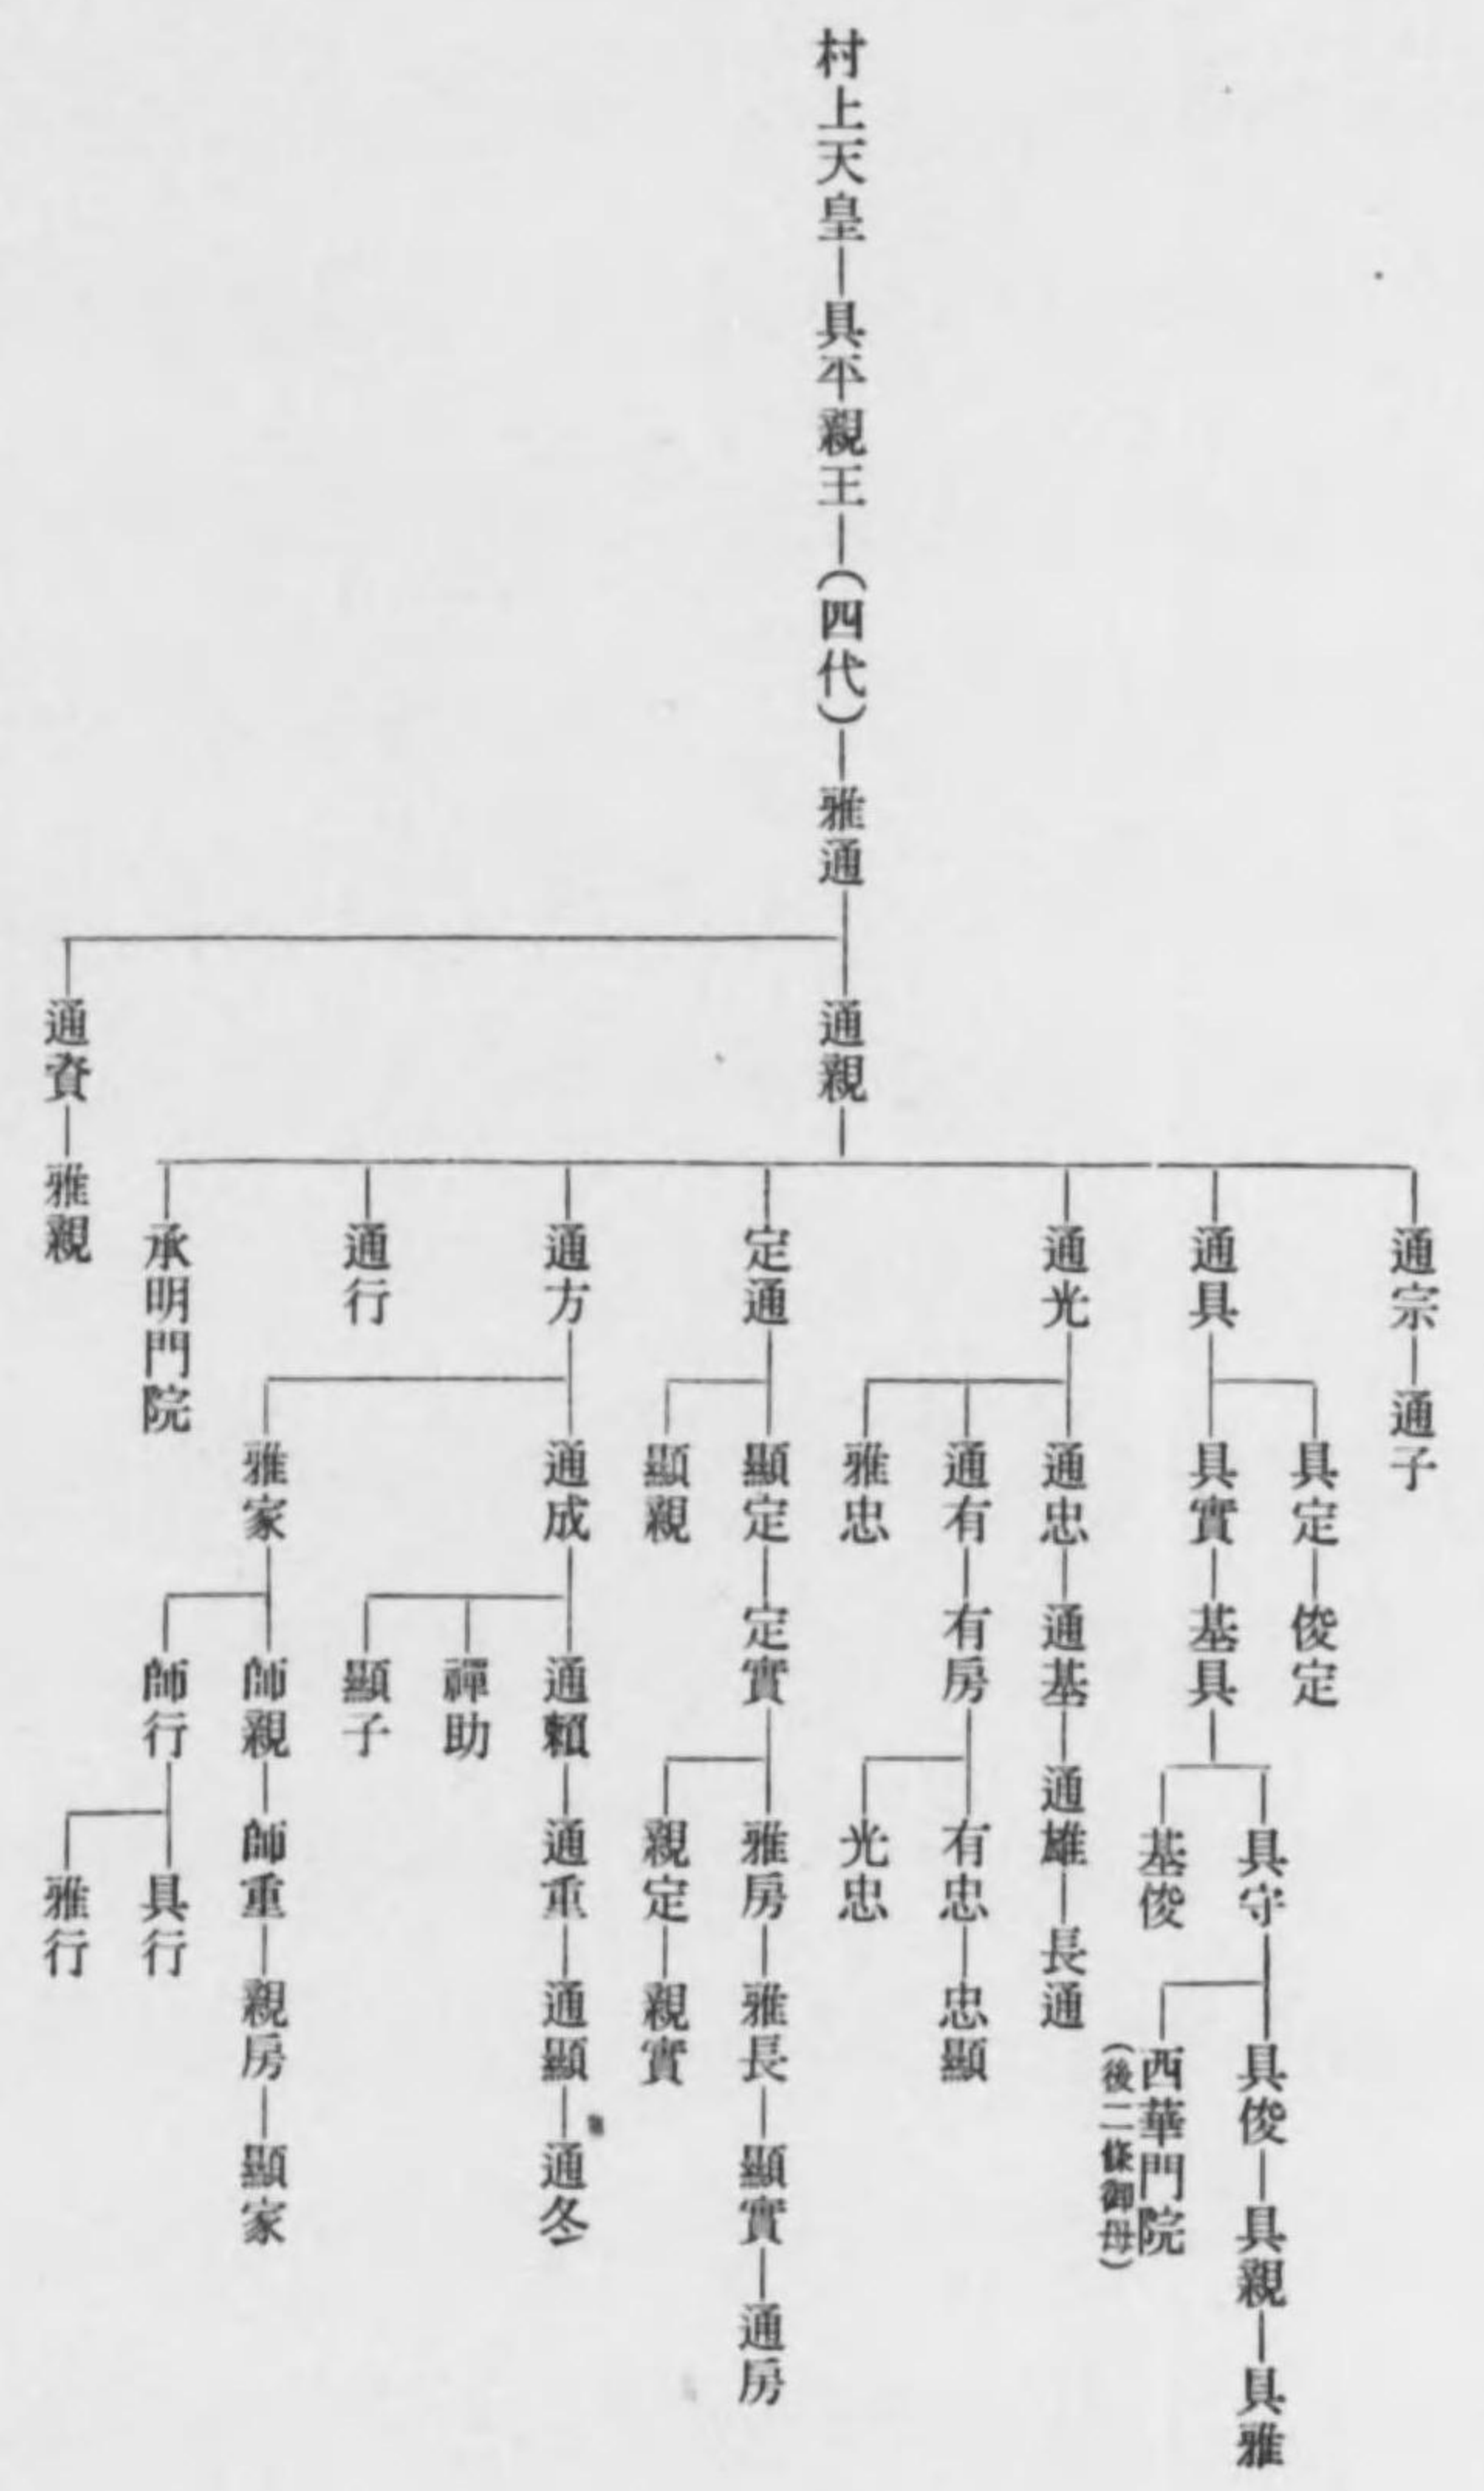 村上天皇―具平親王―(四代)―雅通
通親
通宗―通子
通具
具定―俊定
具實―基具
具守
具俊―具親―具雅
西華門院
(後二條御母)
基俊
通光
通忠―通基―通雄―長通
通有―有房
有忠―忠顯
光忠
雅忠
定通
顯定―定實
雅房―雅長―顯實―通房
親定―親實
顯親
通方
通成
通賴―通重―通顯―通冬
禪助
顯子
雅家
師親―師重―親房―顯家
師行
具行
雅行
通行
承明門院
通資―雅親